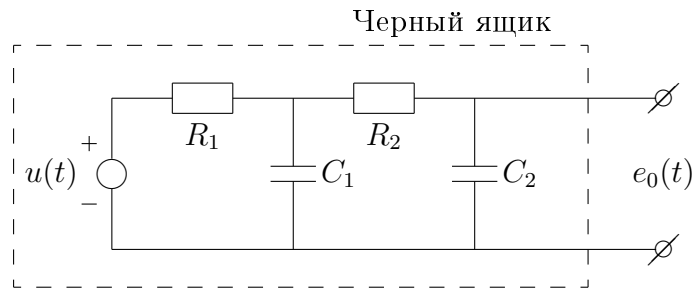 Черный ящик
R₁ R₂
+
u(t) C₁ C₂ e₀(t)
−